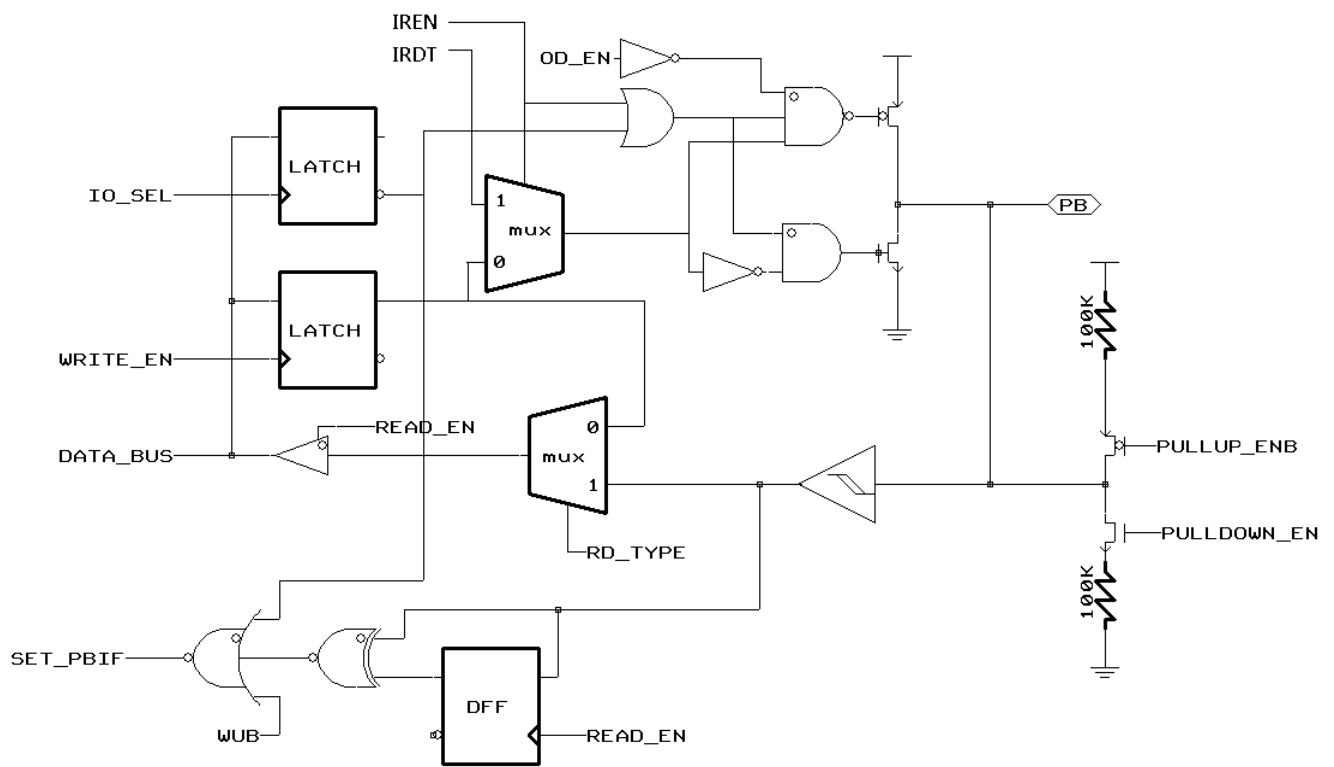 IREN
IRDT
OD_EN
LATCH
IO_SEL
1
mux
0
PB
LATCH
WRITE_EN
100K
READ_EN
DATA_BUS
0
mux
1
PULLUP_ENB
RD_TYPE
PULLDOWN_EN
100K
SET_PBIF
WUB
DFF
READ_EN